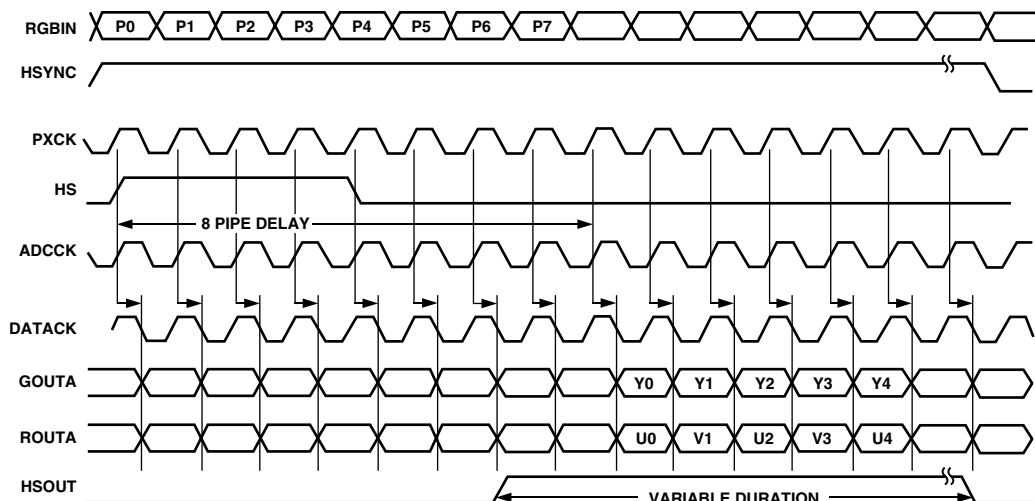 RGBIN P0 P1 P2 P3 P4 P5 P6 P7
HSYNC
PXCK
HS
8 PIPE DELAY
ADCCK
DATACK
GOUTA Y0 Y1 Y2 Y3 Y4
ROUTA U0 V1 U2 V3 U4
HSOUT
VARIABLE DURATION